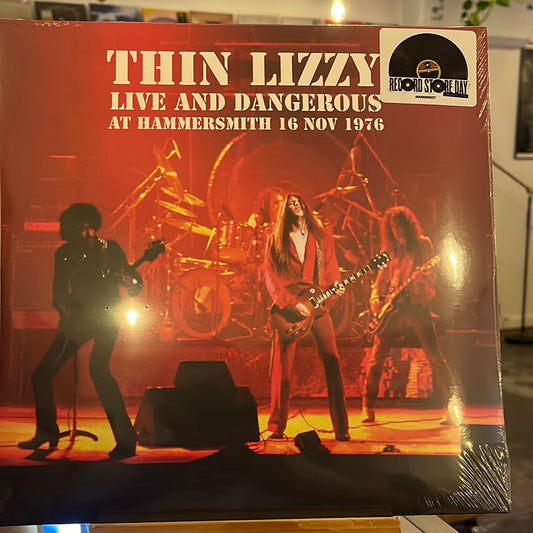 THIN LIZZY
LIVE AND DANGEROUS
AT HAMMERSMITH 16 NOV 1976
RECORD STORE DAY